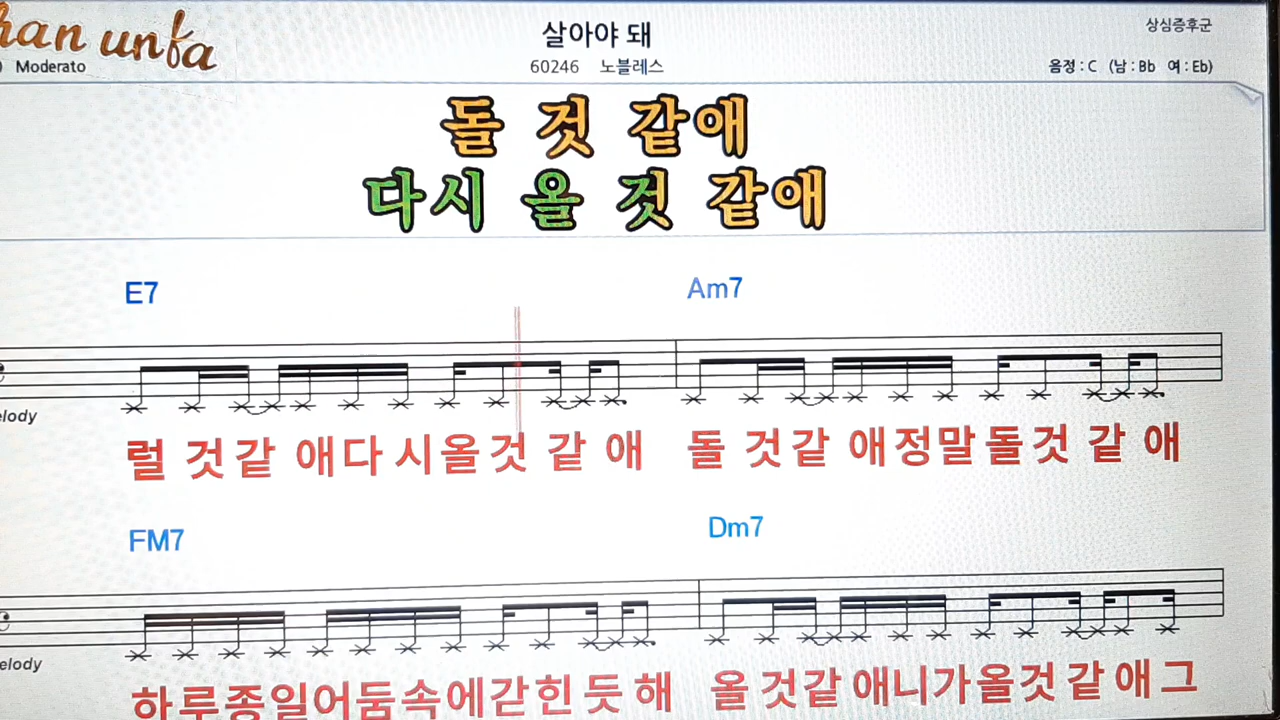 han unfa
Moderato
살아야 돼
60246 노블레스
상심증후군
음정 : C (남 : Bb 여 : Eb)
돌 것 같애
다시 올 것 같애
E7 Am7
elody
럴 것같 애다 시올것 같 애 돌 것같 애정말돌것 같 애
FM7 Dm7
elody
하루종일어둠속에갇힌 듯 해 올 것같 애니가올것 같 애 그